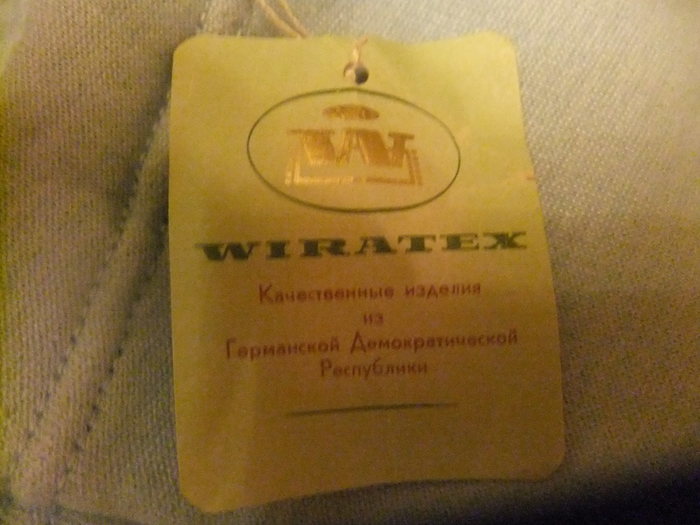 W
WIRATEX
Качественные изделия
из
Германской Демократической
Республики